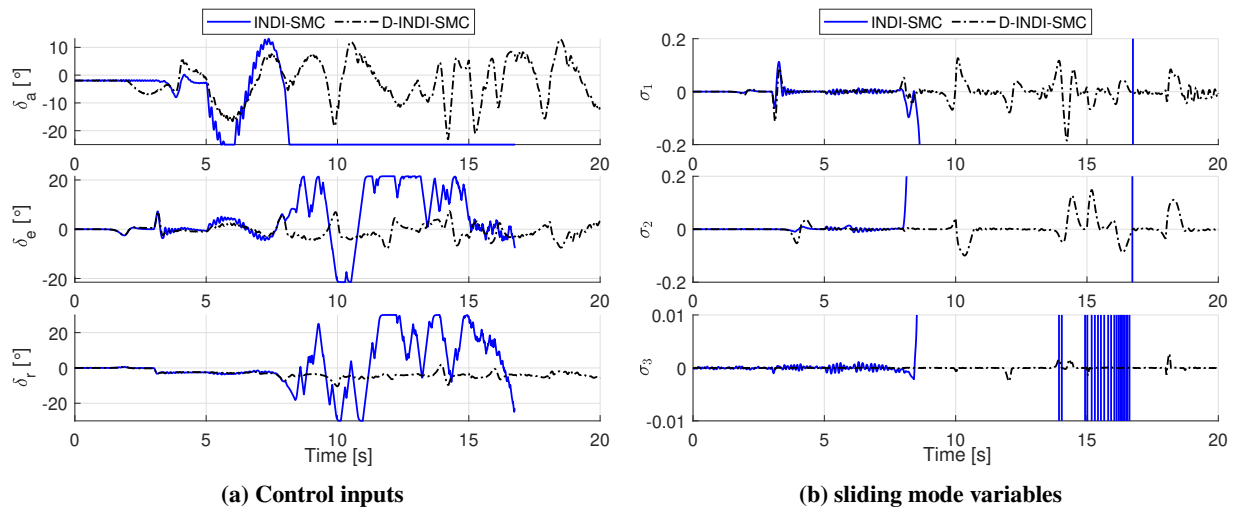 INDI-SMC D-INDI-SMC
δa [°]
10
0
-10
-20
0 5 10 15 20
δe [°]
20
0
-20
0 5 10 15 20
δr [°]
20
0
-20
0 5 10 15 20
Time [s]
(a) Control inputs
INDI-SMC D-INDI-SMC
σ1
0.2
0
-0.2
0 5 10 15 20
σ2
0.2
0
-0.2
0 5 10 15 20
σ3
0.01
0
-0.01
0 5 10 15 20
Time [s]
(b) sliding mode variables